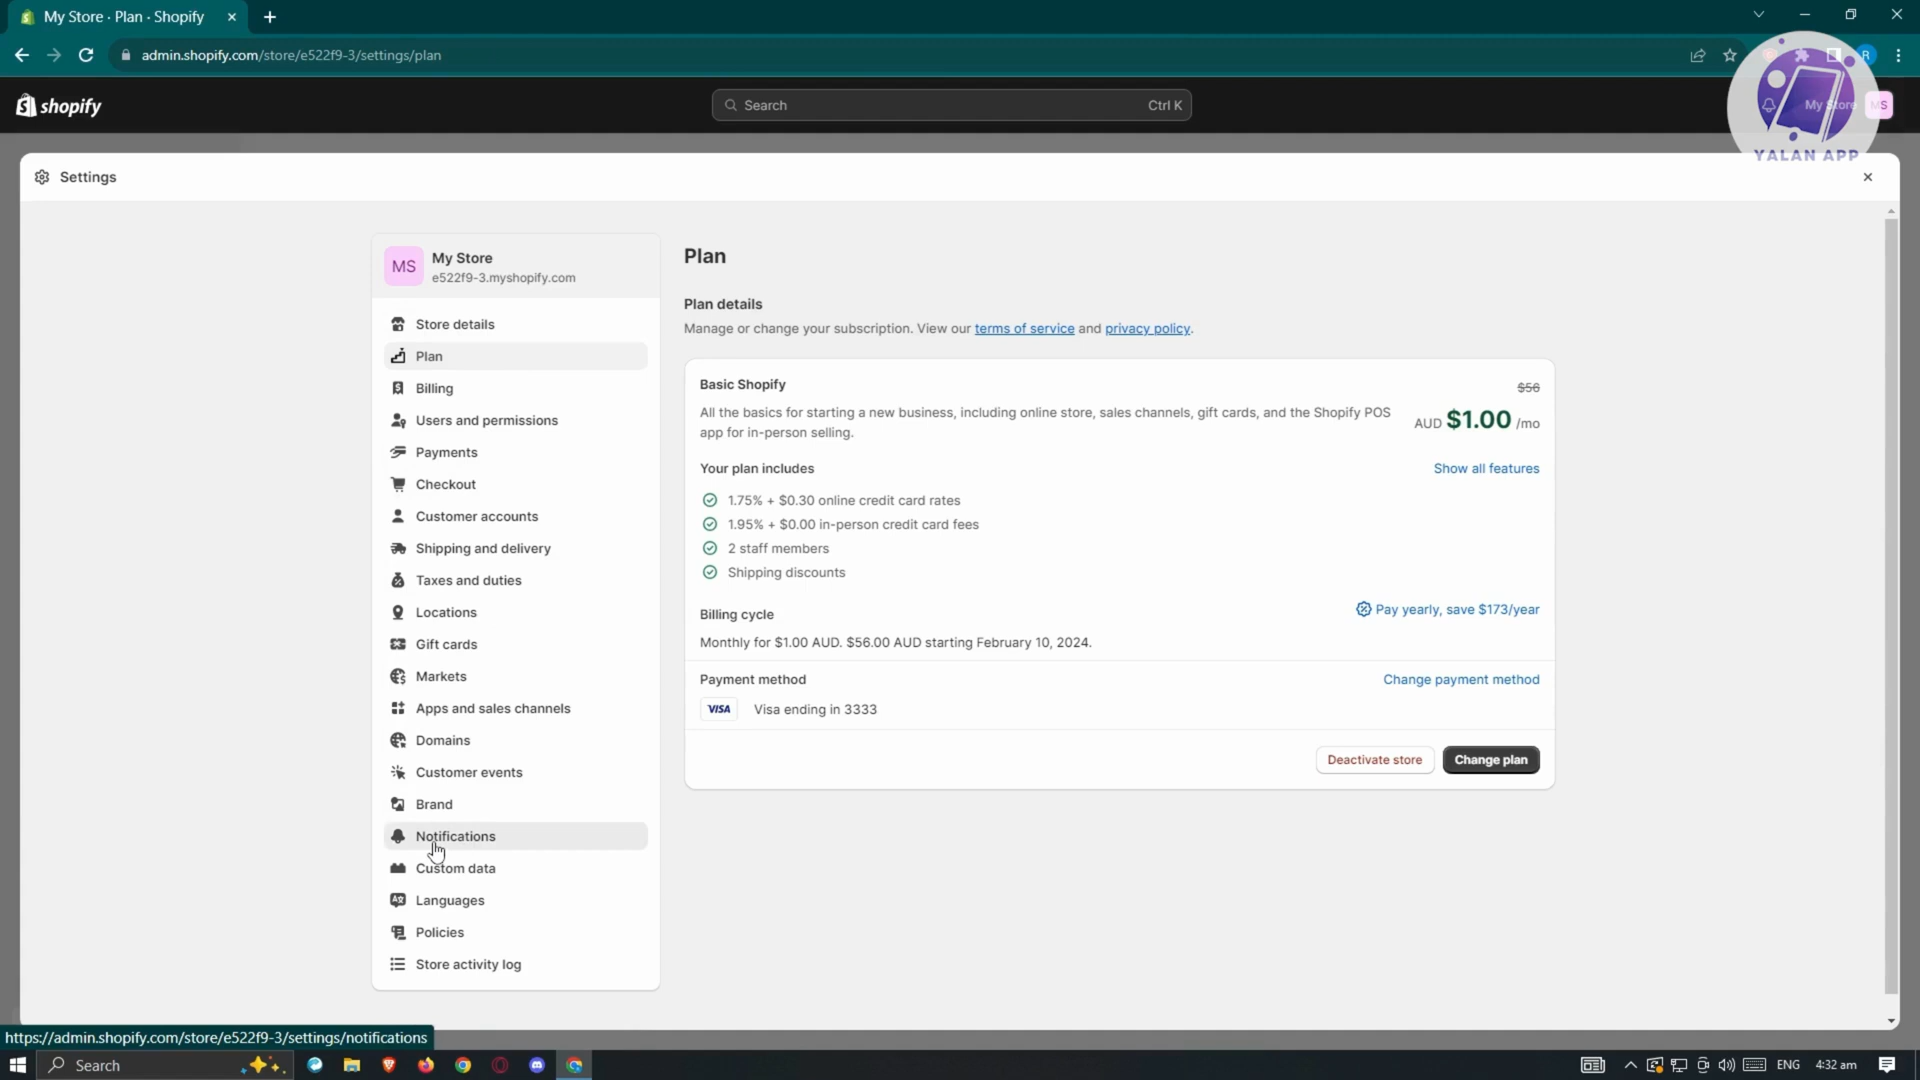 My Store · Plan · Shopify
admin.shopify.com/store/e522f9-3/settings/plan
R
shopify
Search
Ctrl K
My Store
MS
YALAN APP
Settings
MS
My Store
e522f9-3.myshopify.com
Store details
Plan
Billing
Users and permissions
Payments
Checkout
Customer accounts
Shipping and delivery
Taxes and duties
Locations
Gift cards
Markets
Apps and sales channels
Domains
Customer events
Brand
Notifications
Custom data
Languages
Policies
Store activity log
Plan
Plan details
Manage or change your subscription. View our terms of service and privacy policy.
Basic Shopify
$56
All the basics for starting a new business, including online store, sales channels, gift cards, and the Shopify POS
app for in-person selling.
AUD $1.00 /mo
Your plan includes
Show all features
1.75% + $0.30 online credit card rates
1.95% + $0.00 in-person credit card fees
2 staff members
Shipping discounts
Billing cycle
Pay yearly, save $173/year
Monthly for $1.00 AUD. $56.00 AUD starting February 10, 2024.
Payment method
Change payment method
VISA
Visa ending in 3333
Deactivate store
Change plan
https://admin.shopify.com/store/e522f9-3/settings/notifications
Search
ENG
4:32 am